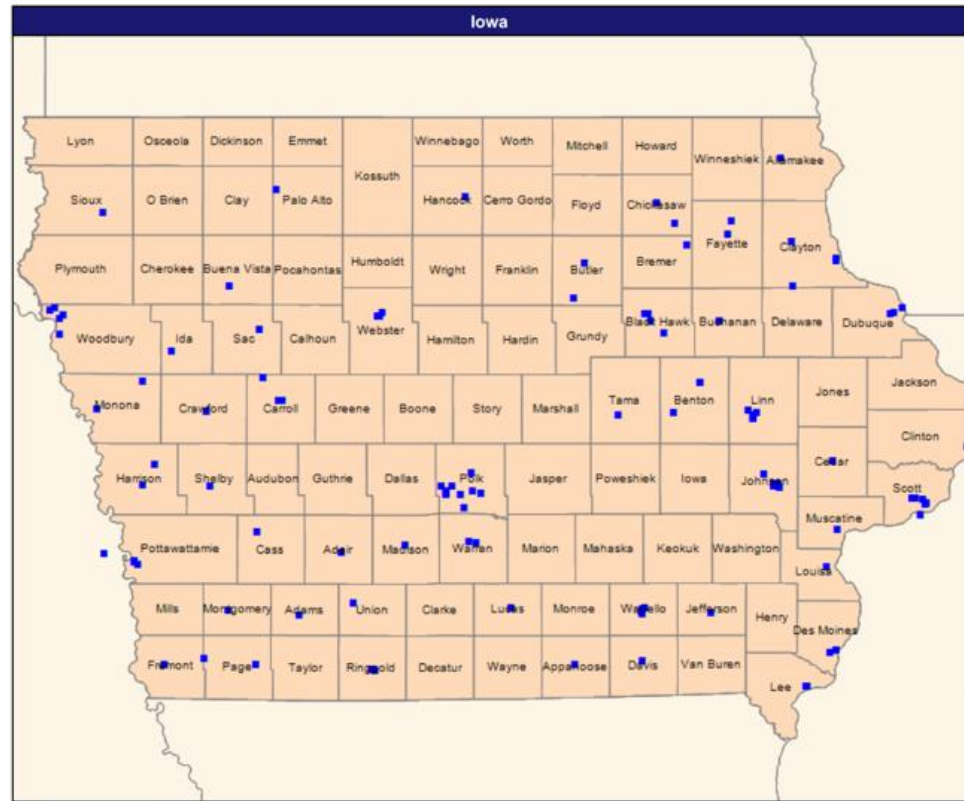 Iowa
Lyon
Osceola
Dickinson
Emmet
Kossuth
Winnebago
Worth
Mitchell
Howard
Winneshiek
Allamakee
Sioux
O Brien
Clay
Palo Alto
Hancock
Cerro Gordo
Floyd
Chickasaw
Plymouth
Cherokee
Buena Vista
Pocahontas
Humboldt
Wright
Franklin
Butler
Bremer
Fayette
Clayton
Woodbury
Ida
Sac
Calhoun
Webster
Hamilton
Hardin
Grundy
Black Hawk
Buchanan
Delaware
Dubuque
Monona
Crawford
Carroll
Greene
Boone
Story
Marshall
Tama
Benton
Linn
Jones
Jackson
Clinton
Harrison
Shelby
Audubon
Guthrie
Dallas
Polk
Jasper
Poweshiek
Iowa
Johnson
Cedar
Scott
Muscatine
Pottawattamie
Cass
Adair
Madison
Warren
Marion
Mahaska
Keokuk
Washington
Louisa
Mills
Montgomery
Adams
Union
Clarke
Lucas
Monroe
Wapello
Jefferson
Henry
Des Moines
Fremont
Page
Taylor
Ringgold
Decatur
Wayne
Appanoose
Davis
Van Buren
Lee